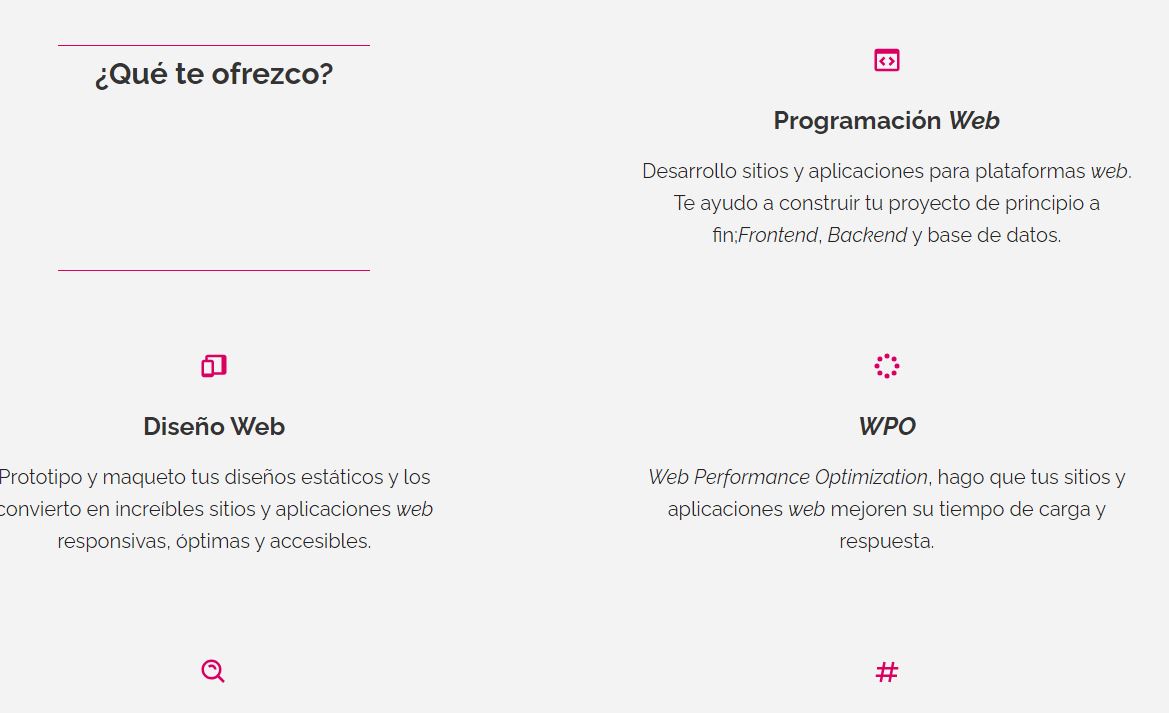 ¿Qué te ofrezco?
Programación Web
Desarrollo sitios y aplicaciones para plataformas web.
Te ayudo a construir tu proyecto de principio a
fin;Frontend, Backend y base de datos.
Diseño Web
Prototipo y maqueto tus diseños estáticos y los
convierto en increíbles sitios y aplicaciones web
responsivas, óptimas y accesibles.
WPO
Web Performance Optimization, hago que tus sitios y
aplicaciones web mejoren su tiempo de carga y
respuesta.